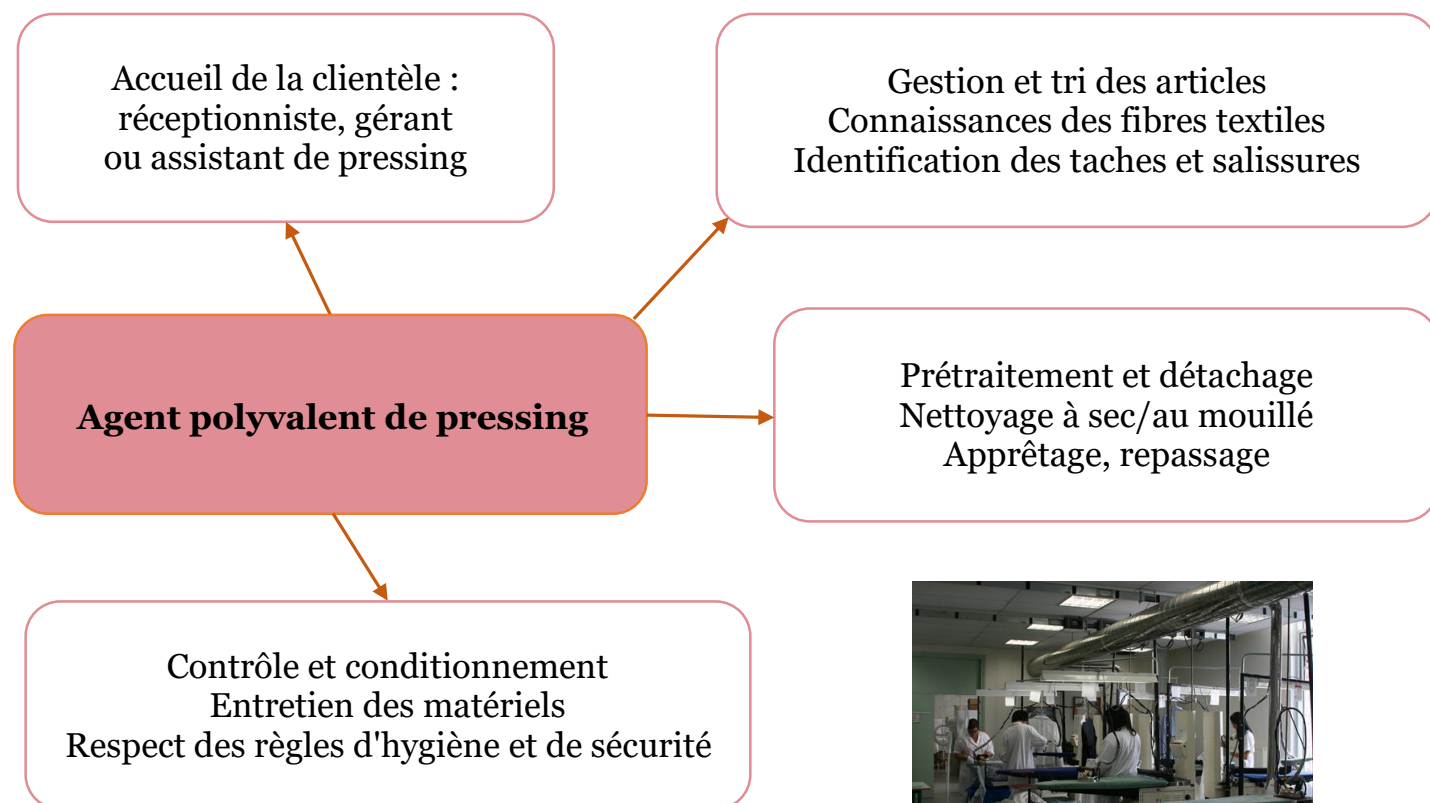 Accueil de la clientèle :
réceptionniste, gérant
ou assistant de pressing
Gestion et tri des articles
Connaissances des fibres textiles
Identification des taches et salissures
Agent polyvalent de pressing
Prétraitement et détachage
Nettoyage à sec/au mouillé
Apprêtage, repassage
Contrôle et conditionnement
Entretien des matériels
Respect des règles d'hygiène et de sécurité